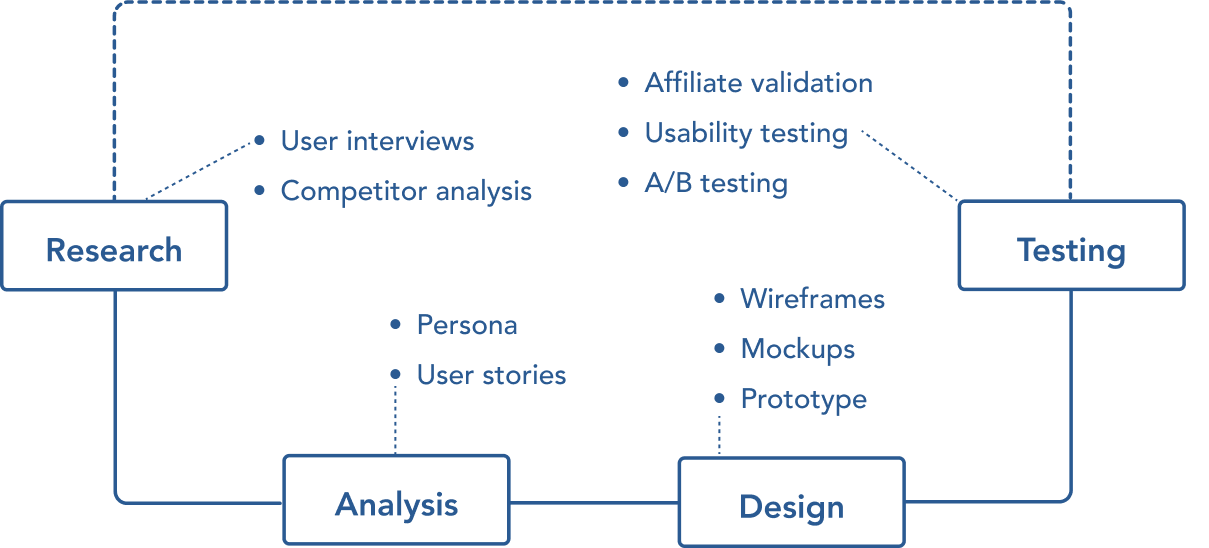 Research
• User interviews
• Competitor analysis
Analysis
• Persona
• User stories
Design
• Wireframes
• Mockups
• Prototype
Testing
• Affiliate validation
• Usability testing
• A/B testing